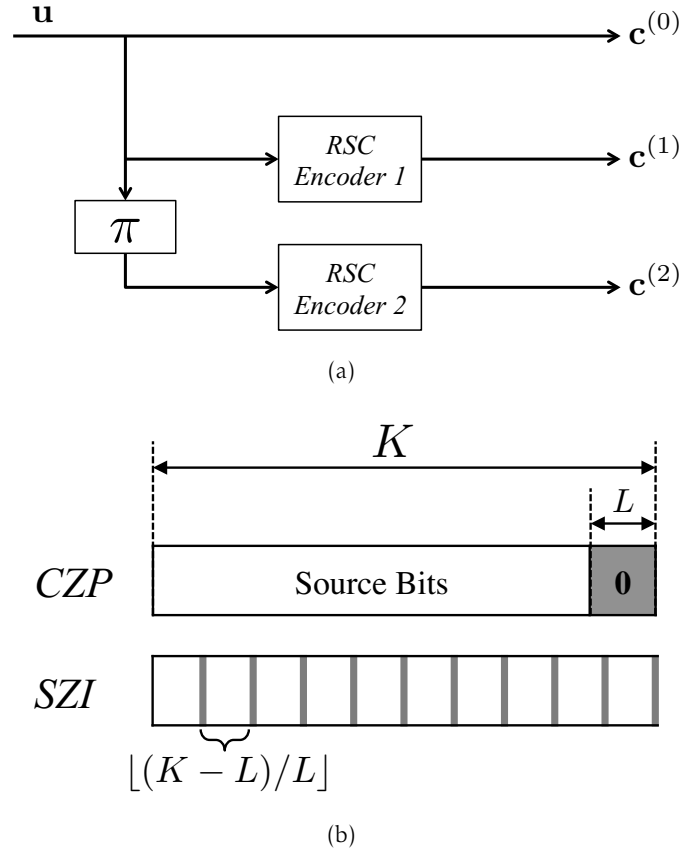 𝐮
𝐜⁽⁰⁾
RSC
Encoder 1
𝐜⁽¹⁾
π
RSC
Encoder 2
𝐜⁽²⁾
(a)
K
L
CZP
Source Bits
0
SZI
⌊(K − L)/L⌋
(b)